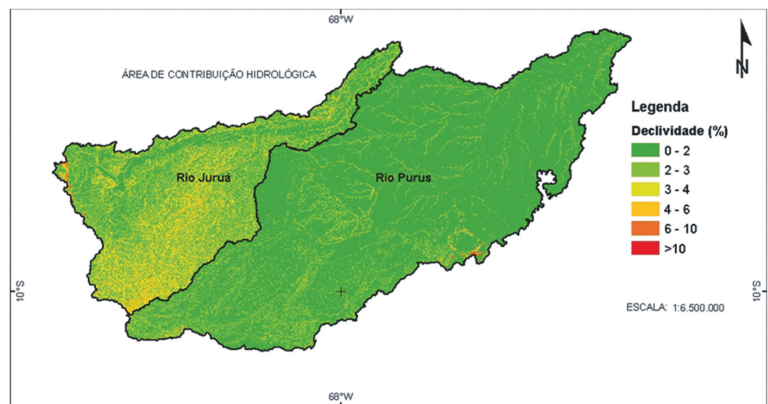 68°W
ÁREA DE CONTRIBUIÇÃO HIDROLÓGICA
N
Legenda
Declividade (%)
0 - 2
2 - 3
3 - 4
4 - 6
6 - 10
>10
Rio Juruá
Rio Purus
10°S
10°S
ESCALA: 1:6.500.000
68°W